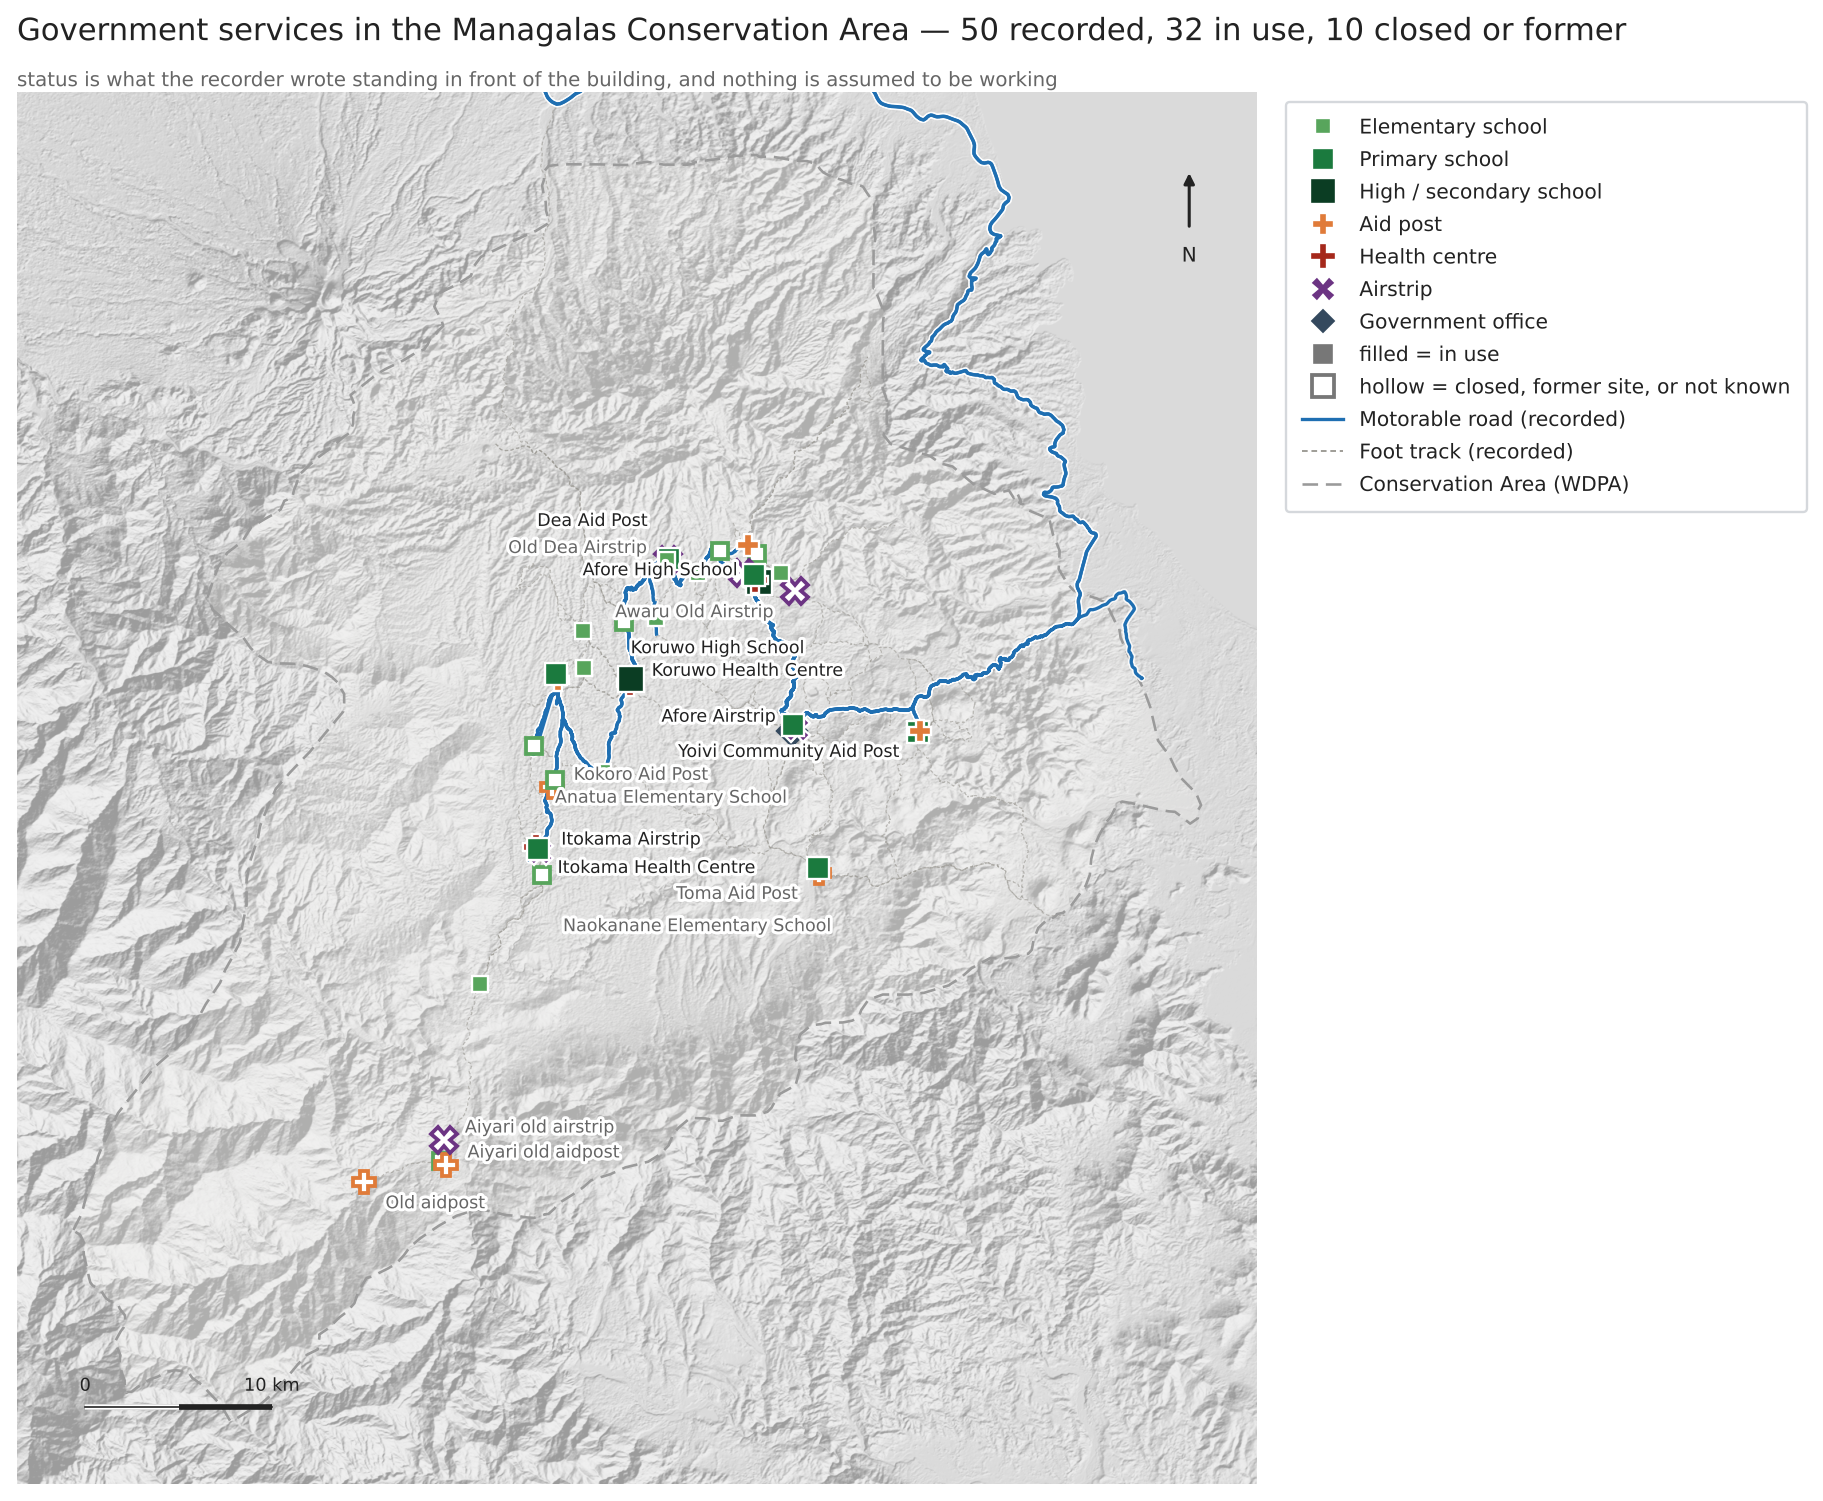 Government services in the Managalas Conservation Area — 50 recorded, 32 in use, 10 closed or former
status is what the recorder wrote standing in front of the building, and nothing is assumed to be working
Elementary school
Primary school
High / secondary school
Aid post
Health centre
Airstrip
Government office
filled = in use
hollow = closed, former site, or not known
Motorable road (recorded)
Foot track (recorded)
Conservation Area (WDPA)
N
Dea Aid Post
Old Dea Airstrip
Afore High School
Awaru Old Airstrip
Koruwo High School
Koruwo Health Centre
Afore Airstrip
Yoivi Community Aid Post
Kokoro Aid Post
Anatua Elementary School
Itokama Airstrip
Itokama Health Centre
Toma Aid Post
Naokanane Elementary School
Aiyari old airstrip
Aiyari old aidpost
Old aidpost
0 10 km